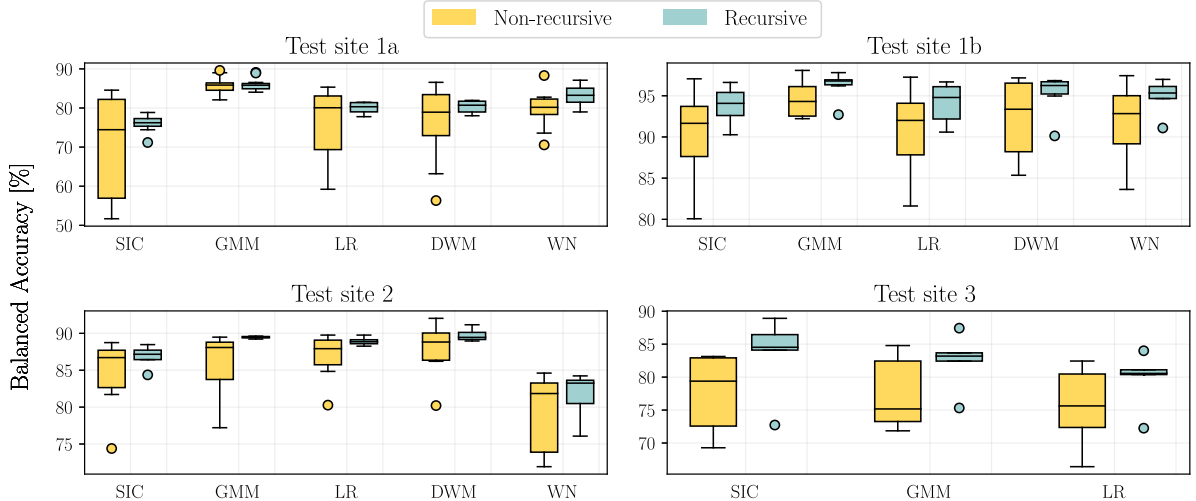 Non-recursive Recursive
Test site 1a
Test site 1b
Balanced Accuracy [%]
90
80
70
60
50
SIC GMM LR DWM WN
95
90
85
80
SIC GMM LR DWM WN
Test site 2
Test site 3
90
85
80
75
SIC GMM LR DWM WN
90
85
80
75
70
SIC GMM LR